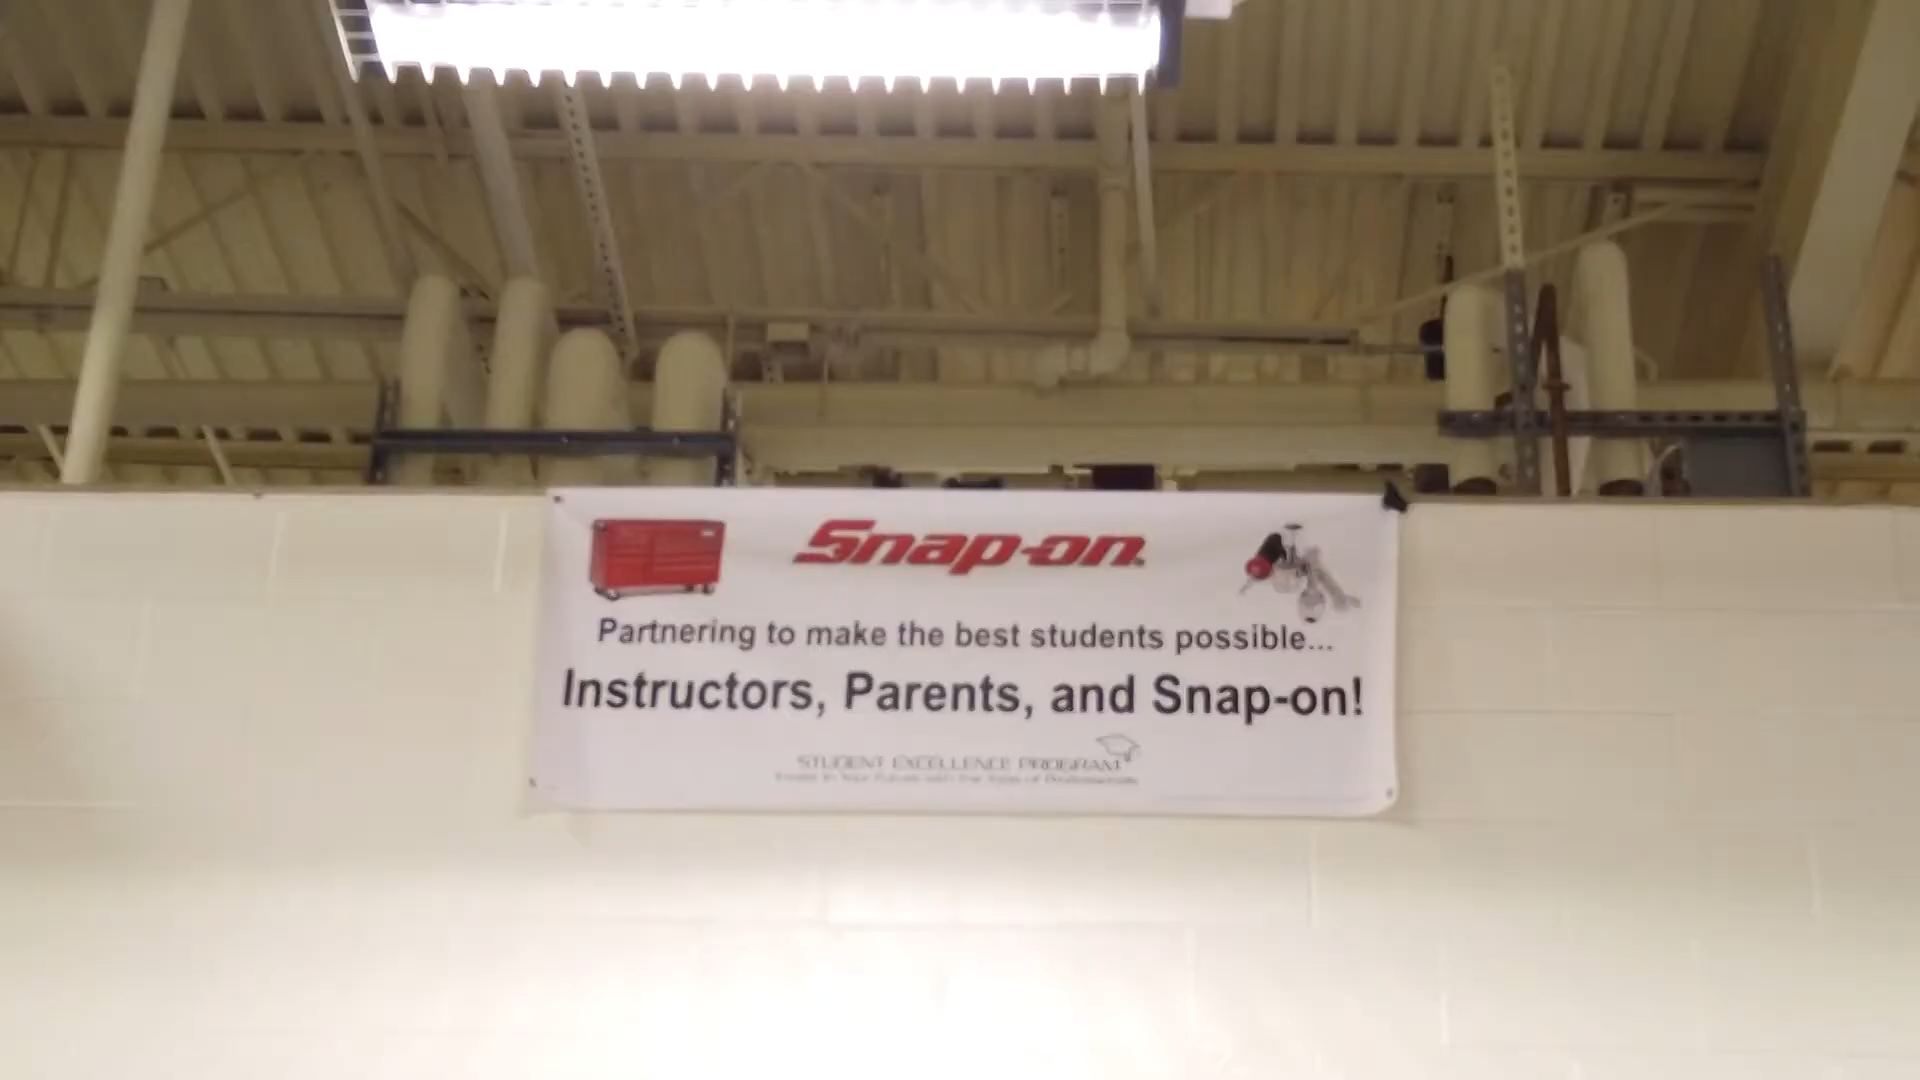 Snap-on
Partnering to make the best students possible...
Instructors, Parents, and Snap-on!
STUDENT EXCELLENCE PROGRAM